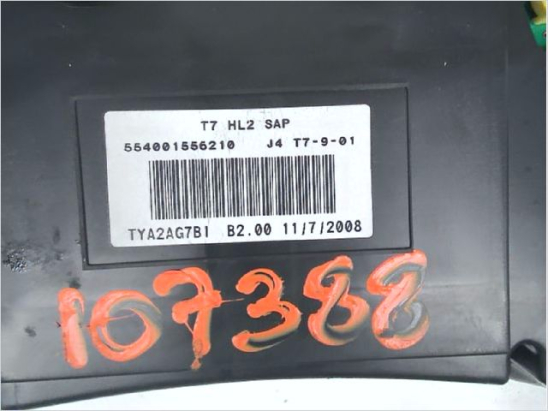 T7 HL2 SAP
554001556210 J4 T7-9-01
TYA2AG7BI B2.00 11/7/2008
107388